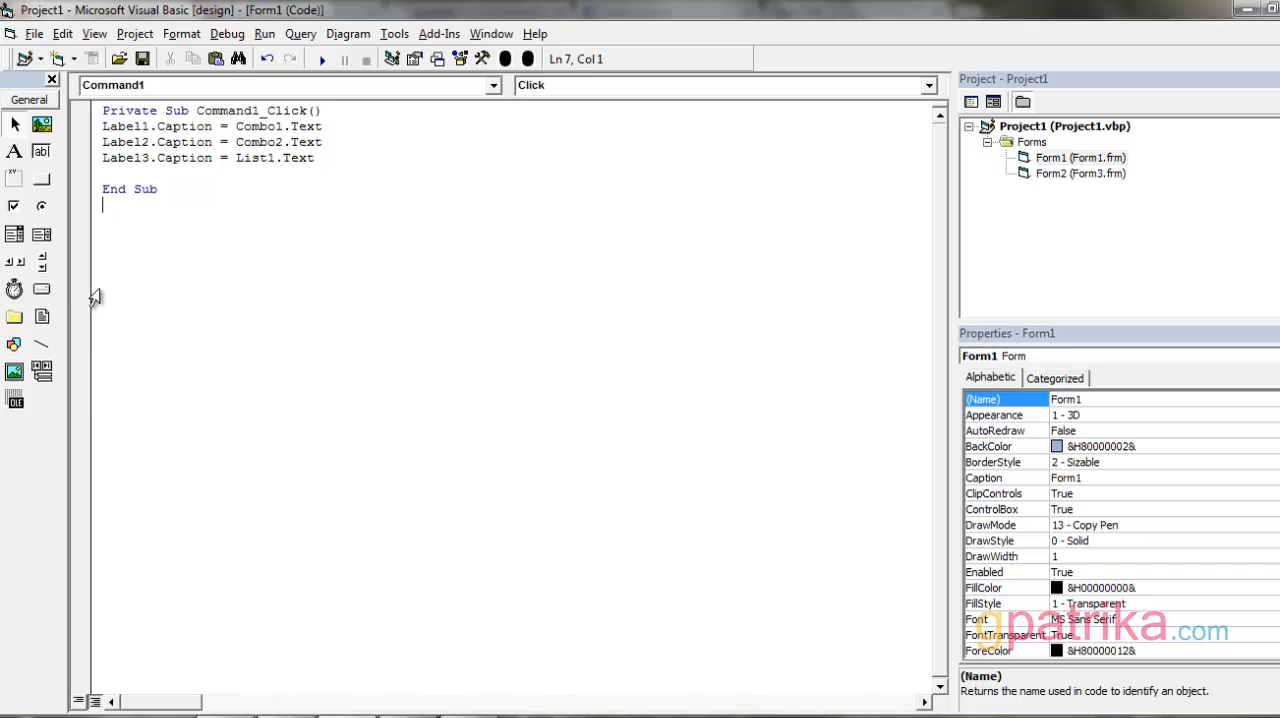 Project1 - Microsoft Visual Basic [design] - [Form1 (Code)]
File Edit View Project Format Debug Run Query Diagram Tools Add-Ins Window Help
Ln 7, Col 1
General
Command1
Click
Private Sub Command1_Click()
Label1.Caption = Combo1.Text
Label2.Caption = Combo2.Text
Label3.Caption = List1.Text
End Sub
Project - Project1
Project1 (Project1.vbp)
Forms
Form1 (Form1.frm)
Form2 (Form3.frm)
Properties - Form1
Form1 Form
Alphabetic Categorized
(Name) Form1
Appearance 1 - 3D
AutoRedraw False
BackColor &H80000002&
BorderStyle 2 - Sizable
Caption Form1
ClipControls True
ControlBox True
DrawMode 13 - Copy Pen
DrawStyle 0 - Solid
DrawWidth 1
Enabled True
FillColor &H00000000&
FillStyle 1 - Transparent
Font MS Sans Serif
FontTransparent True
ForeColor &H80000012&
gpatrika.com
(Name)
Returns the name used in code to identify an object.